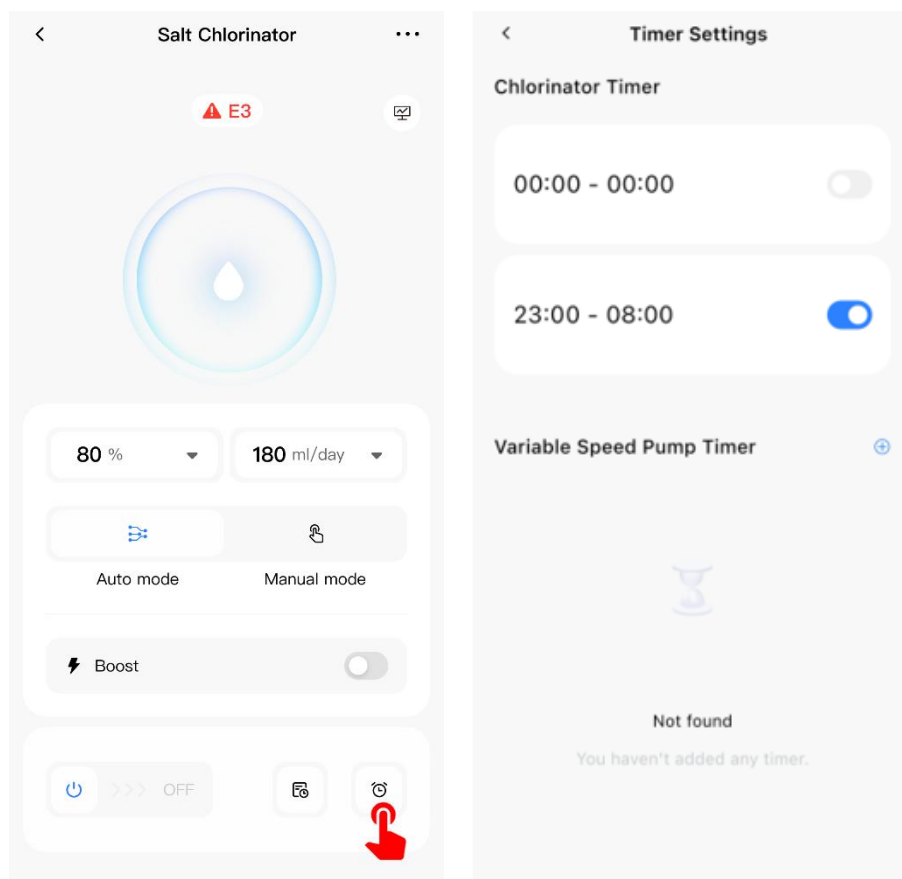 Salt Chlorinator
E3
80 %
180 ml/day
Auto mode
Manual mode
Boost
>>> OFF
Timer Settings
Chlorinator Timer
00:00 - 00:00
23:00 - 08:00
Variable Speed Pump Timer
Not found
You haven't added any timer.